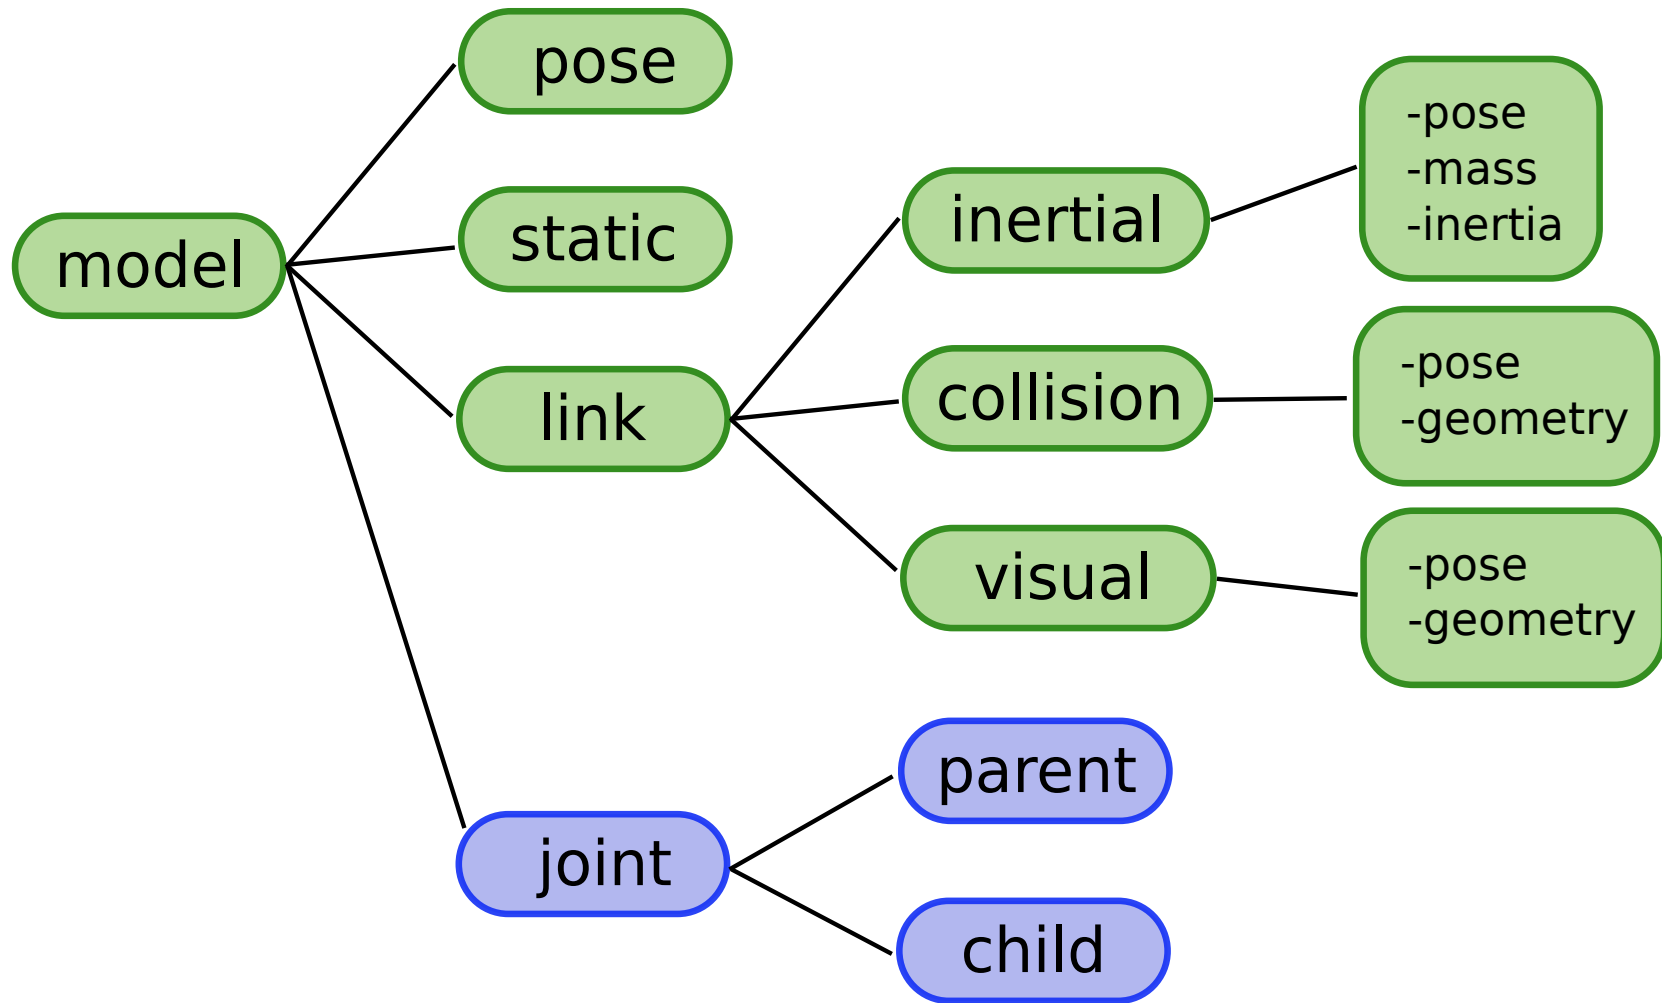 model
pose
static
link
joint
inertial
collision
visual
parent
child
-pose
-mass
-inertia
-pose
-geometry
-pose
-geometry